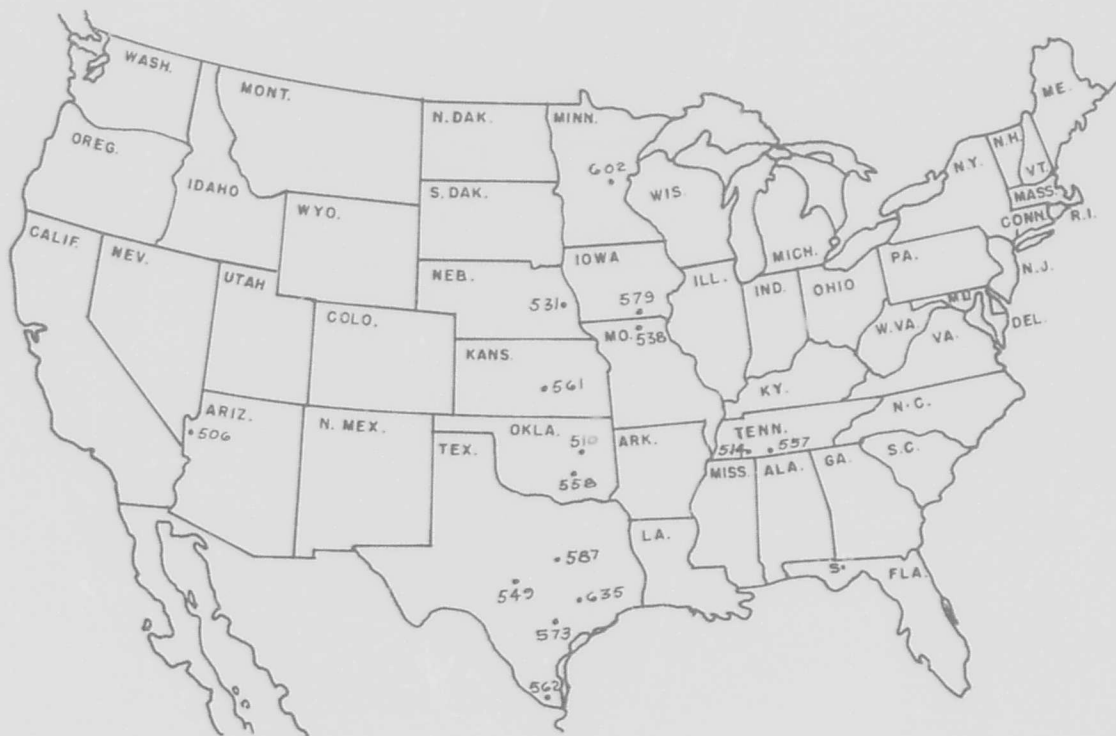 WASH.
MONT.
N.DAK.
MINN.
ME.
OREG.
IDAHO
602
S.DAK.
WIS.
N.Y.
N.H.
VT.
MASS.
CONN.
R.I.
WYO.
CALIF.
NEV.
UTAH
NEB.
IOWA
MICH.
PA.
N.J.
531
579
ILL.
IND.
OHIO
MD.
DEL.
COLO.
MO.
538
W.VA.
VA.
KANS.
561
KY.
ARIZ.
506
N.MEX.
OKLA.
510
TEX.
558
ARK.
TENN.
514
557
N.C.
S.C.
MISS.
ALA.
GA.
LA.
587
549
635
573
562
S.
FLA.